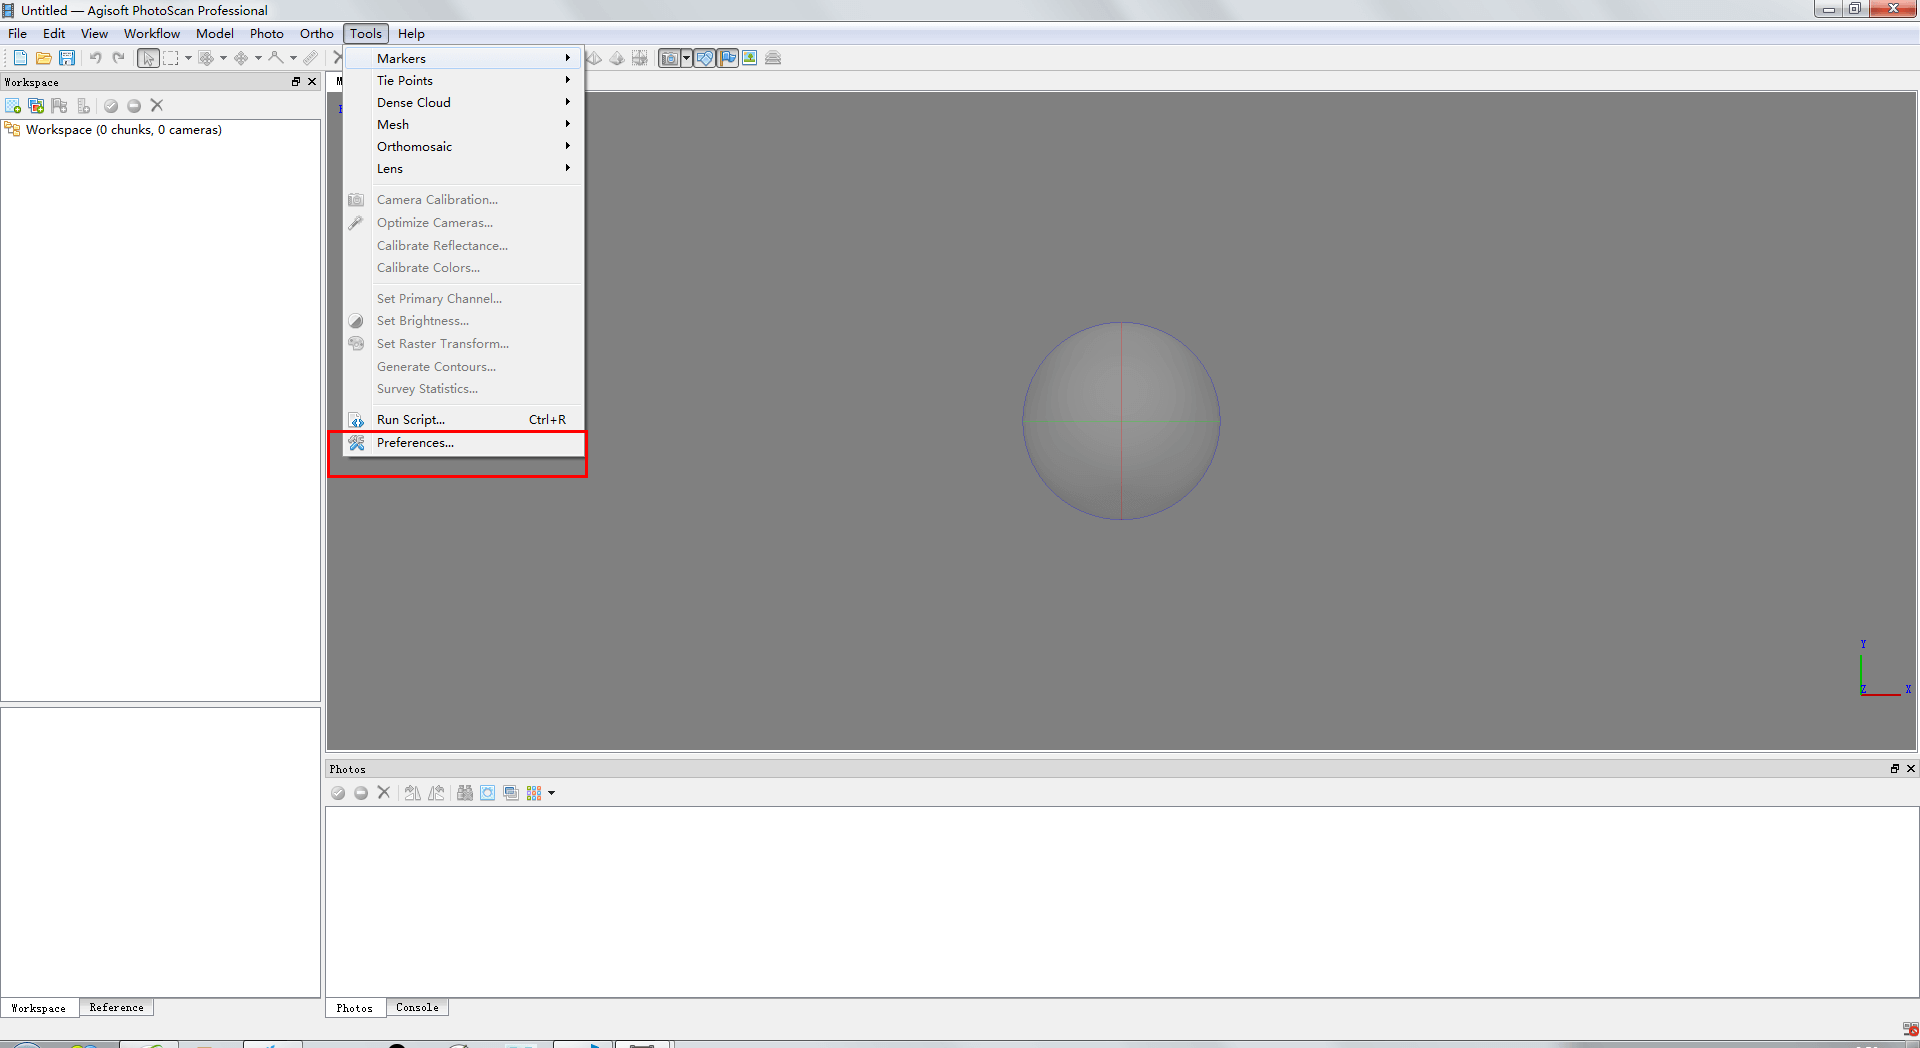 Untitled — Agisoft PhotoScan Professional
File Edit View Workflow Model Photo Ortho Tools Help
Workspace
Workspace (0 chunks, 0 cameras)
Markers
Tie Points
Dense Cloud
Mesh
Orthomosaic
Lens
Camera Calibration...
Optimize Cameras...
Calibrate Reflectance...
Calibrate Colors...
Set Primary Channel...
Set Brightness...
Set Raster Transform...
Generate Contours...
Survey Statistics...
Run Script... Ctrl+R
Preferences...
Y
Z X
Photos
Workspace Reference
Photos Console